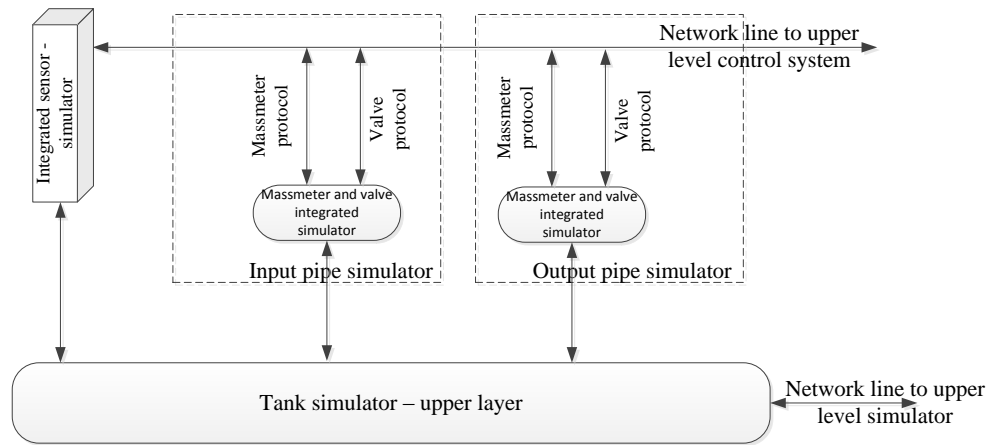 Integrated sensor -
simulator
Network line to upper
level control system
Massmeter
protocol
Valve
protocol
Massmeter
protocol
Valve
protocol
Massmeter and valve
integrated
simulator
Massmeter and valve
integrated
simulator
Input pipe simulator
Output pipe simulator
Tank simulator – upper layer
Network line to upper
level simulator